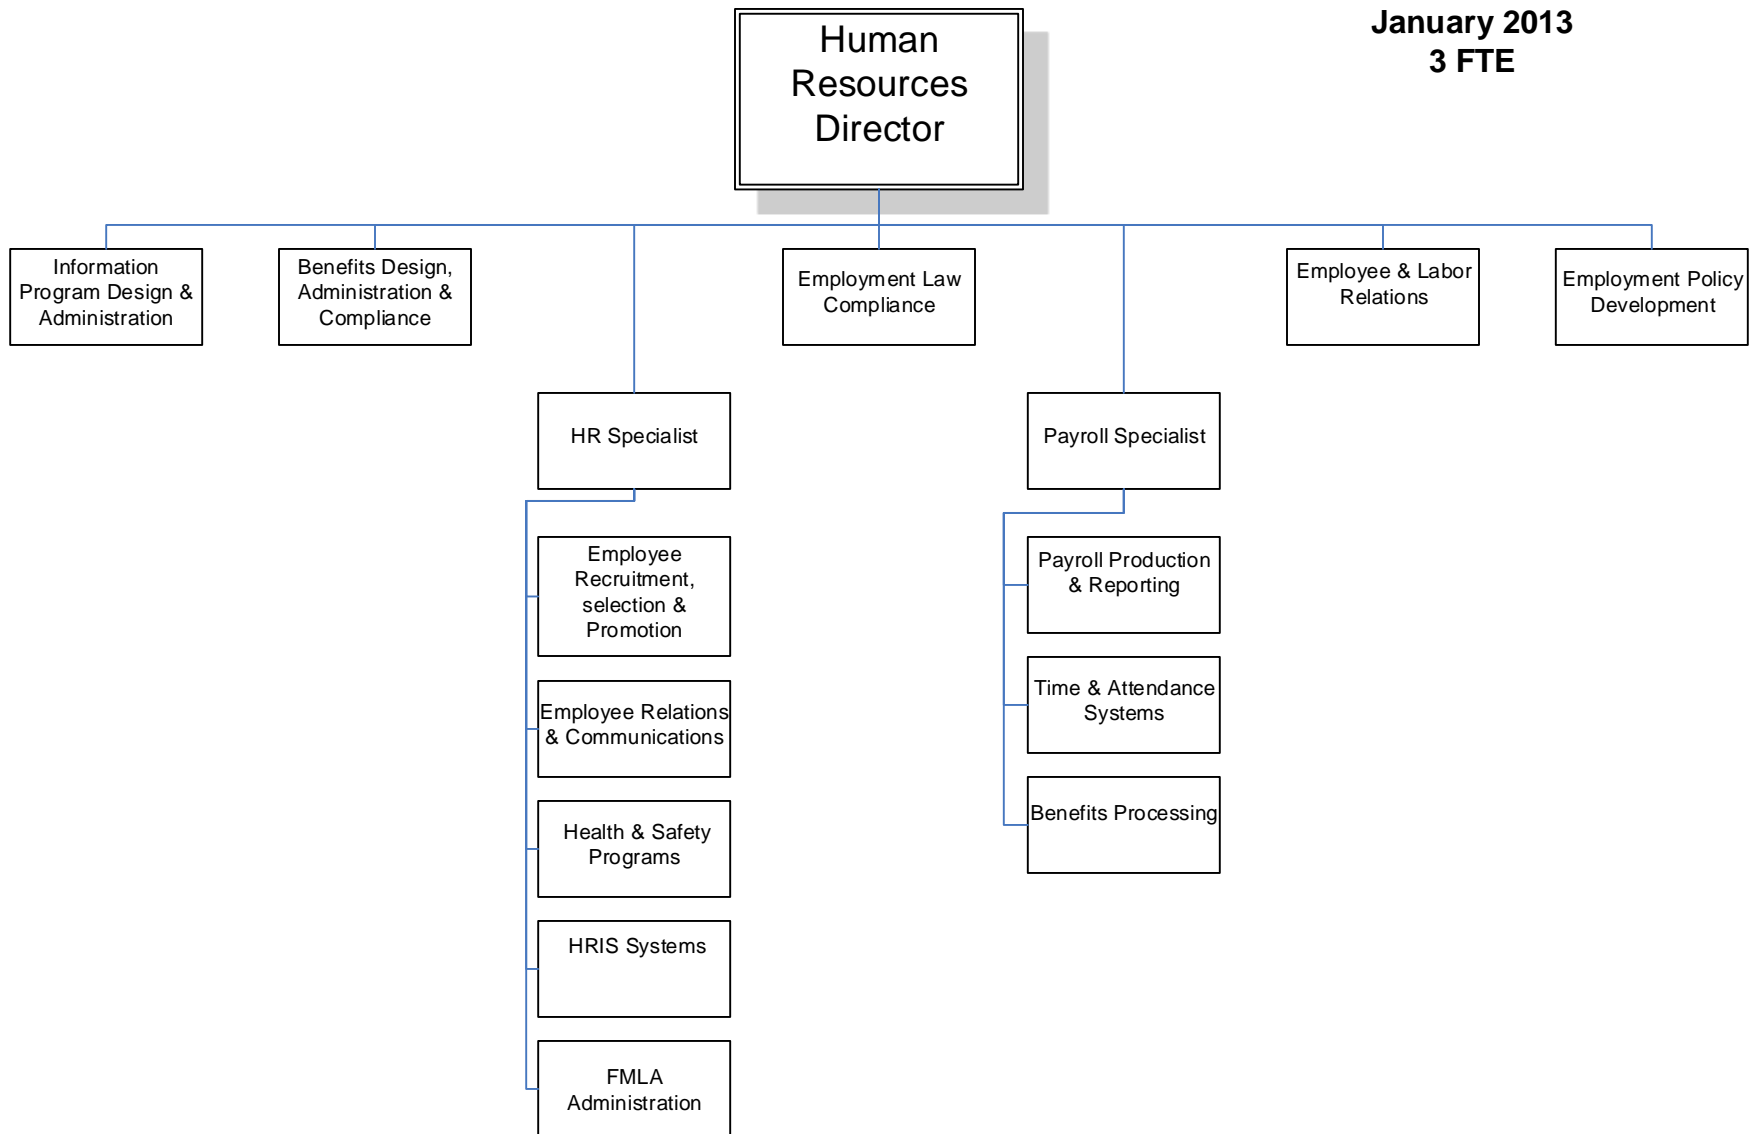 January 2013
3 FTE
Human
Resources
Director
Information
Program Design &
Administration
Benefits Design,
Administration &
Compliance
Employment Law
Compliance
Employee & Labor
Relations
Employment Policy
Development
HR Specialist
Payroll Specialist
Employee
Recruitment,
selection &
Promotion
Employee Relations
& Communications
Health & Safety
Programs
HRIS Systems
FMLA
Administration
Payroll Production
& Reporting
Time & Attendance
Systems
Benefits Processing